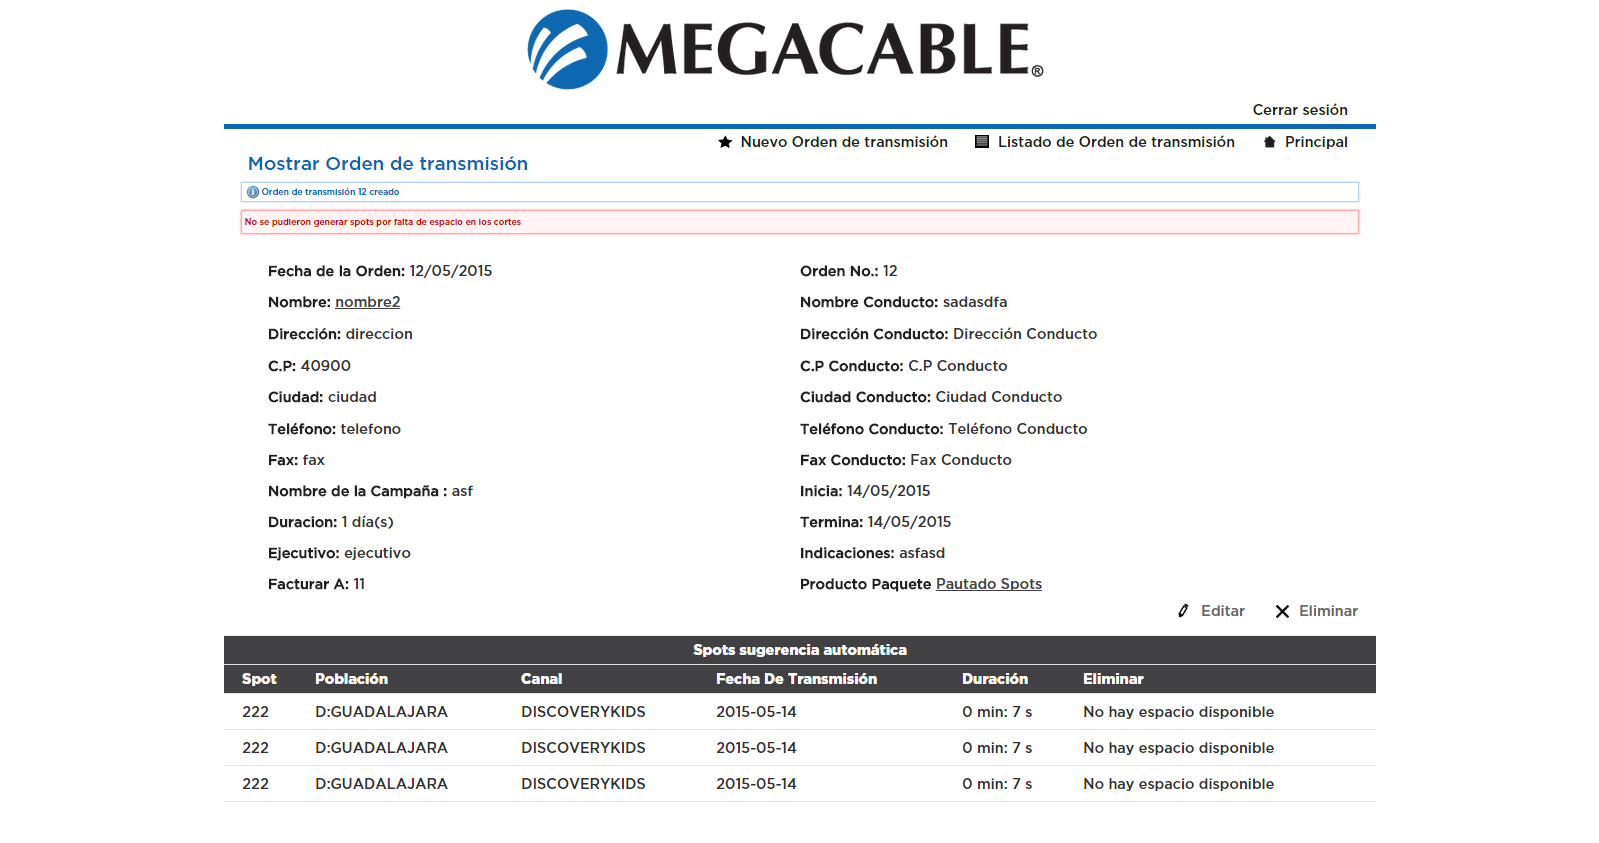 MEGACABLE®
Cerrar sesión
Nuevo Orden de transmisión Listado de Orden de transmisión Principal
Mostrar Orden de transmisión
Orden de transmisión 12 creado
No se pudieron generar spots por falta de espacio en los cortes
Fecha de la Orden: 12/05/2015 Orden No.: 12
Nombre: nombre2 Nombre Conducto: sadasdfa
Dirección: direccion Dirección Conducto: Dirección Conducto
C.P: 40900 C.P Conducto: C.P Conducto
Ciudad: ciudad Ciudad Conducto: Ciudad Conducto
Teléfono: telefono Teléfono Conducto: Teléfono Conducto
Fax: fax Fax Conducto: Fax Conducto
Nombre de la Campaña : asf Inicia: 14/05/2015
Duracion: 1 día(s) Termina: 14/05/2015
Ejecutivo: ejecutivo Indicaciones: asfasd
Facturar A: 11 Producto Paquete Pautado Spots
Editar Eliminar
Spots sugerencia automática
Spot Población Canal Fecha De Transmisión Duración Eliminar
222 D:GUADALAJARA DISCOVERYKIDS 2015-05-14 0 min: 7 s No hay espacio disponible
222 D:GUADALAJARA DISCOVERYKIDS 2015-05-14 0 min: 7 s No hay espacio disponible
222 D:GUADALAJARA DISCOVERYKIDS 2015-05-14 0 min: 7 s No hay espacio disponible